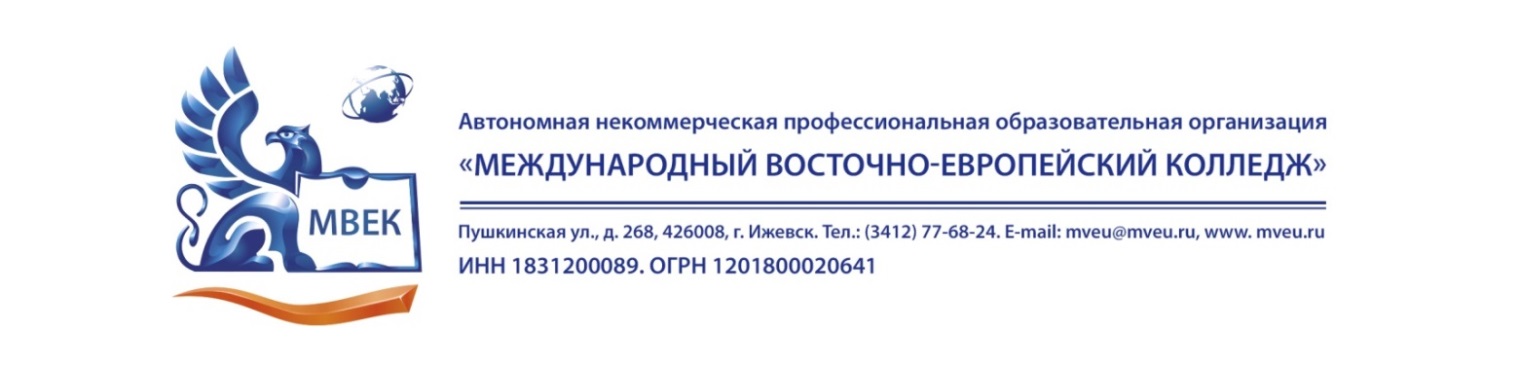 Автономная некоммерческая профессиональная образовательная организация
«МЕЖДУНАРОДНЫЙ ВОСТОЧНО-ЕВРОПЕЙСКИЙ КОЛЛЕДЖ»
МВЕК
Пушкинская ул., д. 268, 426008, г. Ижевск. Тел.: (3412) 77-68-24. E-mail: mveu@mveu.ru, www. mveu.ru
ИНН 1831200089. ОГРН 1201800020641